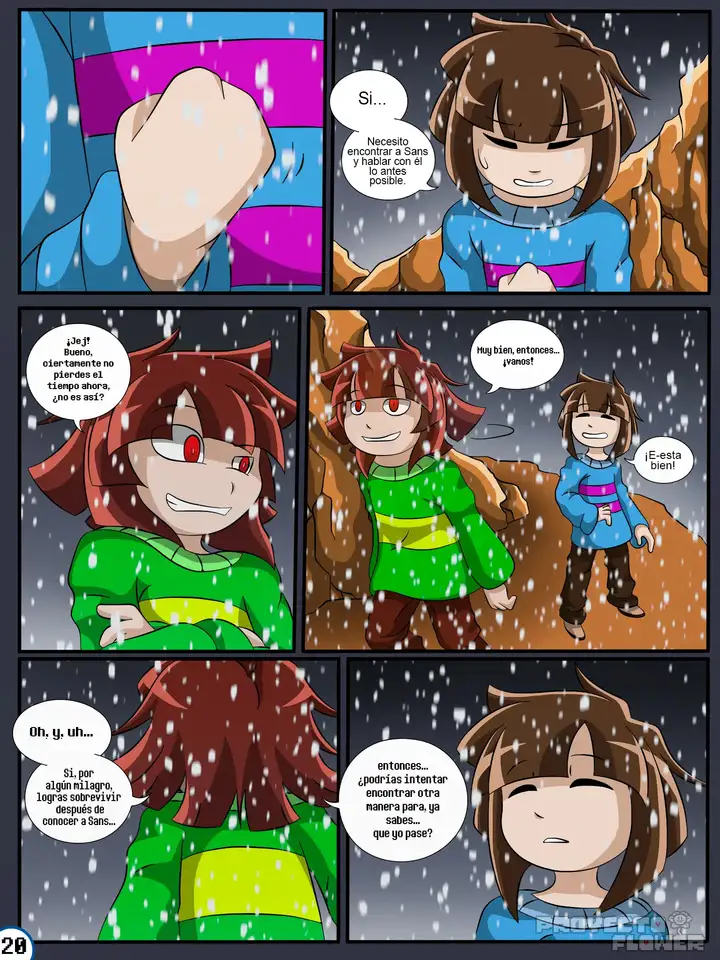 Si...
Necesito
encontrar a Sans
y hablar con él
lo antes
posible.
¡Jej!
Bueno,
ciertamente no
pierdes el
tiempo ahora,
¿no es así?
Muy bien, entonces...
¡vamos!
¡E-esta
bien!
Oh, y, uh...
Si, por
algún milagro,
logras sobrevivir
después de
conocer a Sans...
entonces...
¿podrías intentar
encontrar otra
manera para, ya
sabes...
que yo pase?
PROYECTO
FLOWER
20